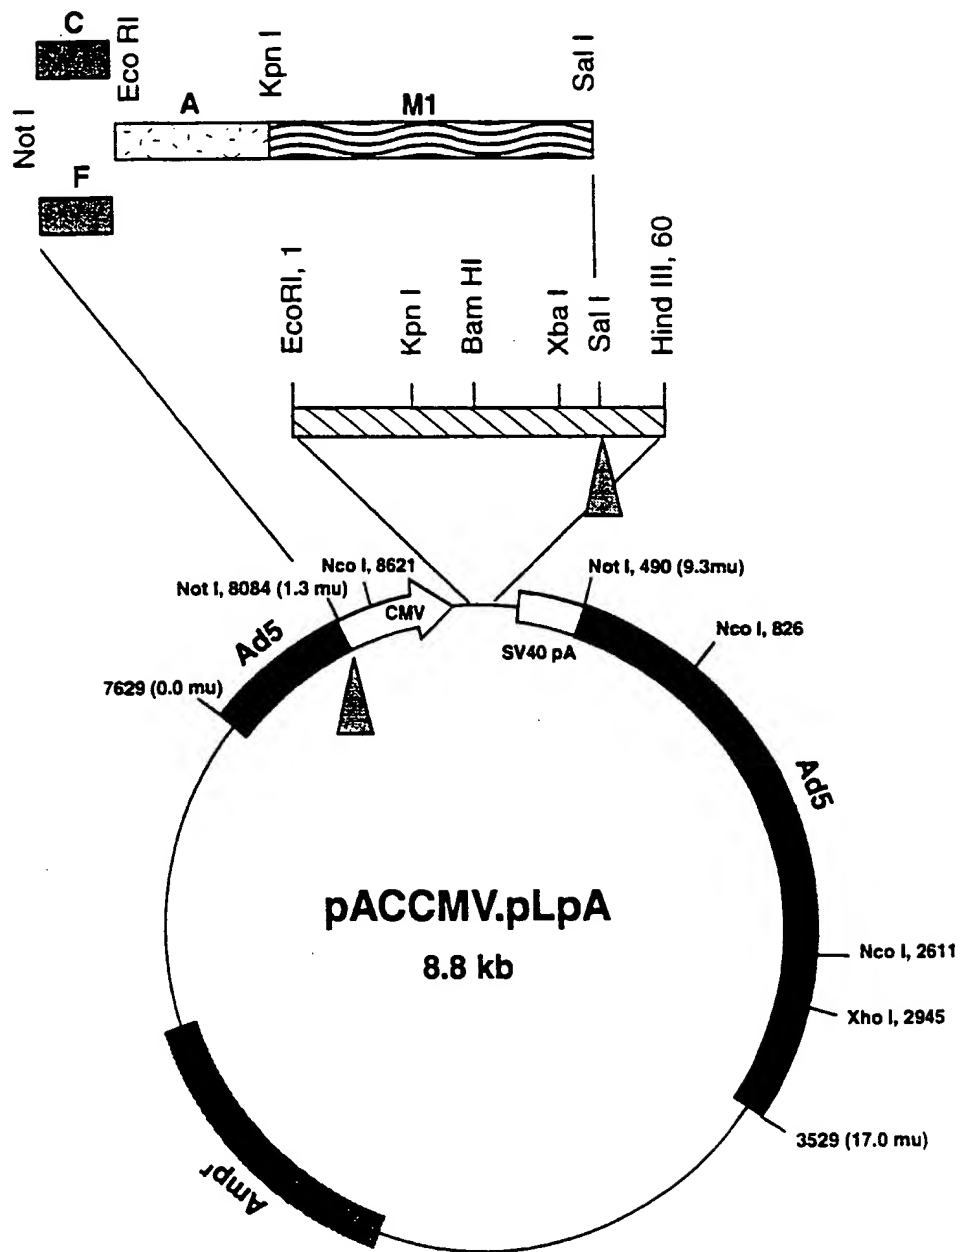 C
Eco RI
Kpn I
Sal I
A
M1
Not I
F
EcoRI, 1
Kpn I
Bam HI
Xba I
Sal I
Hind III, 60
Nco I, 8621
Not I, 8084 (1.3 mu)
CMV
Not I, 490 (9.3mu)
SV40 pA
Nco I, 826
Ad5
7629 (0.0 mu)
Ad5
pACCMV.pLpA
8.8 kb
Nco I, 2611
Xho I, 2945
3529 (17.0 mu)
Ampr